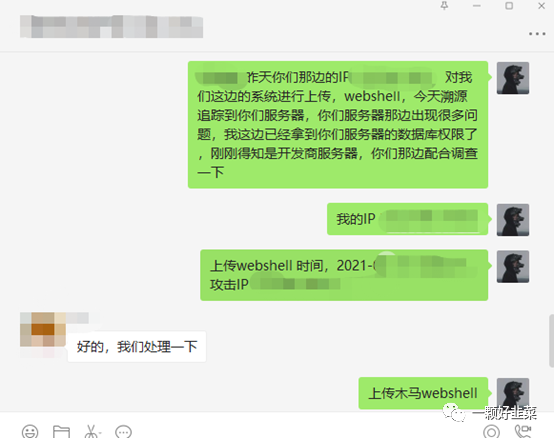 昨天你们那边的IP 对我
们这边的系统进行上传，webshell，今天溯源
追踪到你们服务器，你们服务器那边出现很多问
题，我这边已经拿到你们服务器的数据库权限了
，刚刚得知是开发商服务器，你们那边配合调查
一下
我的IP
上传webshell 时间，2021-
攻击IP
好的，我们处理一下
上传木马webshell
一颗好韭菜